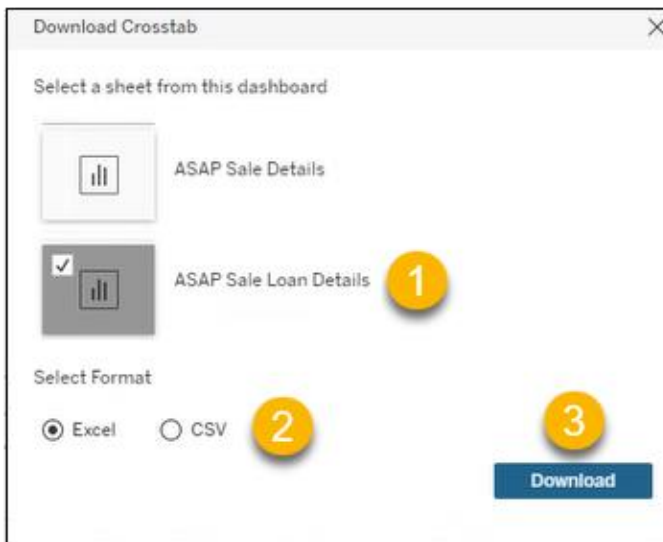 Download Crosstab
Select a sheet from this dashboard
ASAP Sale Details
ASAP Sale Loan Details 1
Select Format
Excel CSV 2
3
Download